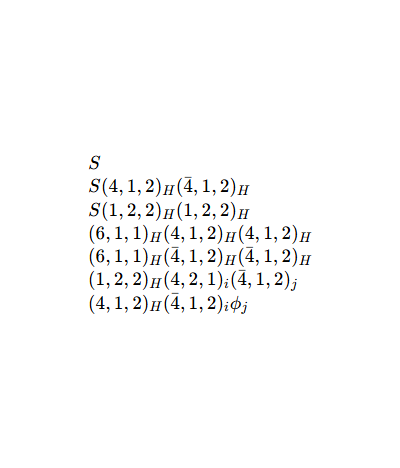 S
S(4, 1, 2)_H(\bar{4}, 1, 2)_H
S(1, 2, 2)_H(1, 2, 2)_H
(6, 1, 1)_H(4, 1, 2)_H(4, 1, 2)_H
(6, 1, 1)_H(\bar{4}, 1, 2)_H(\bar{4}, 1, 2)_H
(1, 2, 2)_H(4, 2, 1)_i(\bar{4}, 1, 2)_j
(4, 1, 2)_H(\bar{4}, 1, 2)_iϕ_j